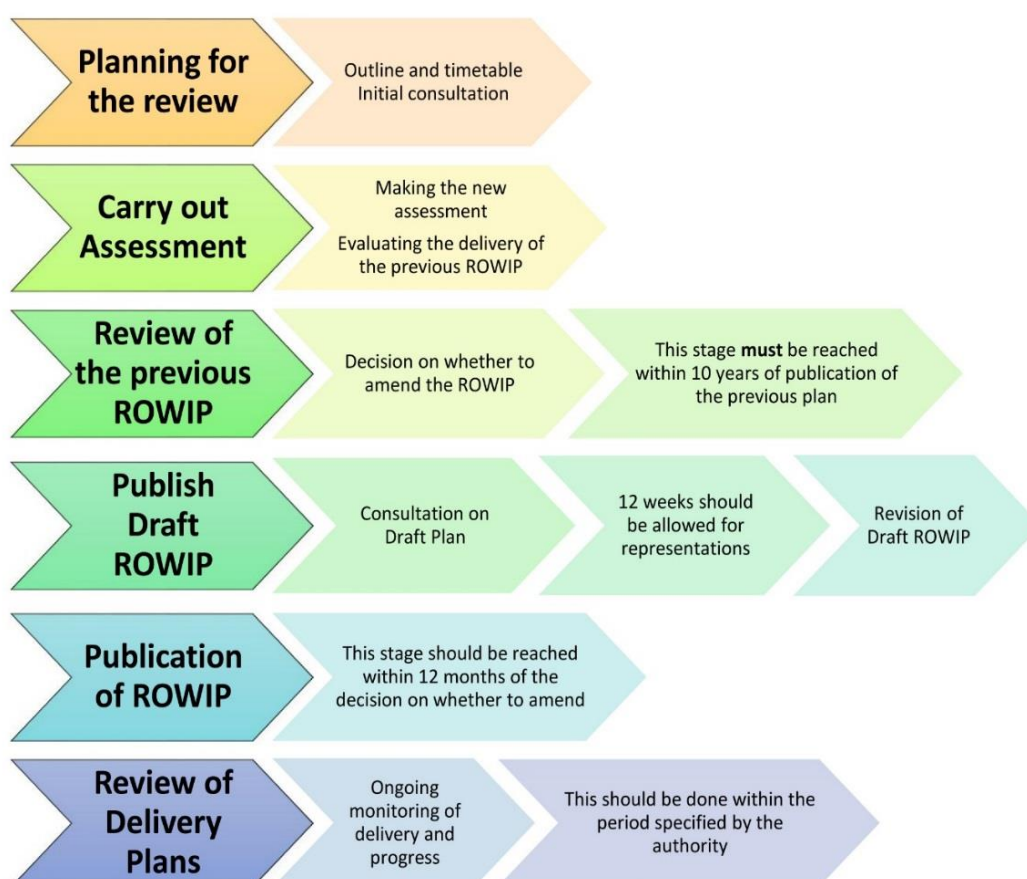 Planning for
the review
Outline and timetable
Initial consultation
Carry out
Assessment
Making the new
assessment
Evaluating the delivery of
the previous ROWIP
Review of
the previous
ROWIP
Decision on whether to
amend the ROWIP
This stage must be reached
within 10 years of publication of
the previous plan
Publish
Draft
ROWIP
Consultation on
Draft Plan
12 weeks should
be allowed for
representations
Revision of
Draft ROWIP
Publication
of ROWIP
This stage should be reached
within 12 months of the
decision on whether to amend
Review of
Delivery
Plans
Ongoing
monitoring of
delivery and
progress
This should be done within the
period specified by the
authority